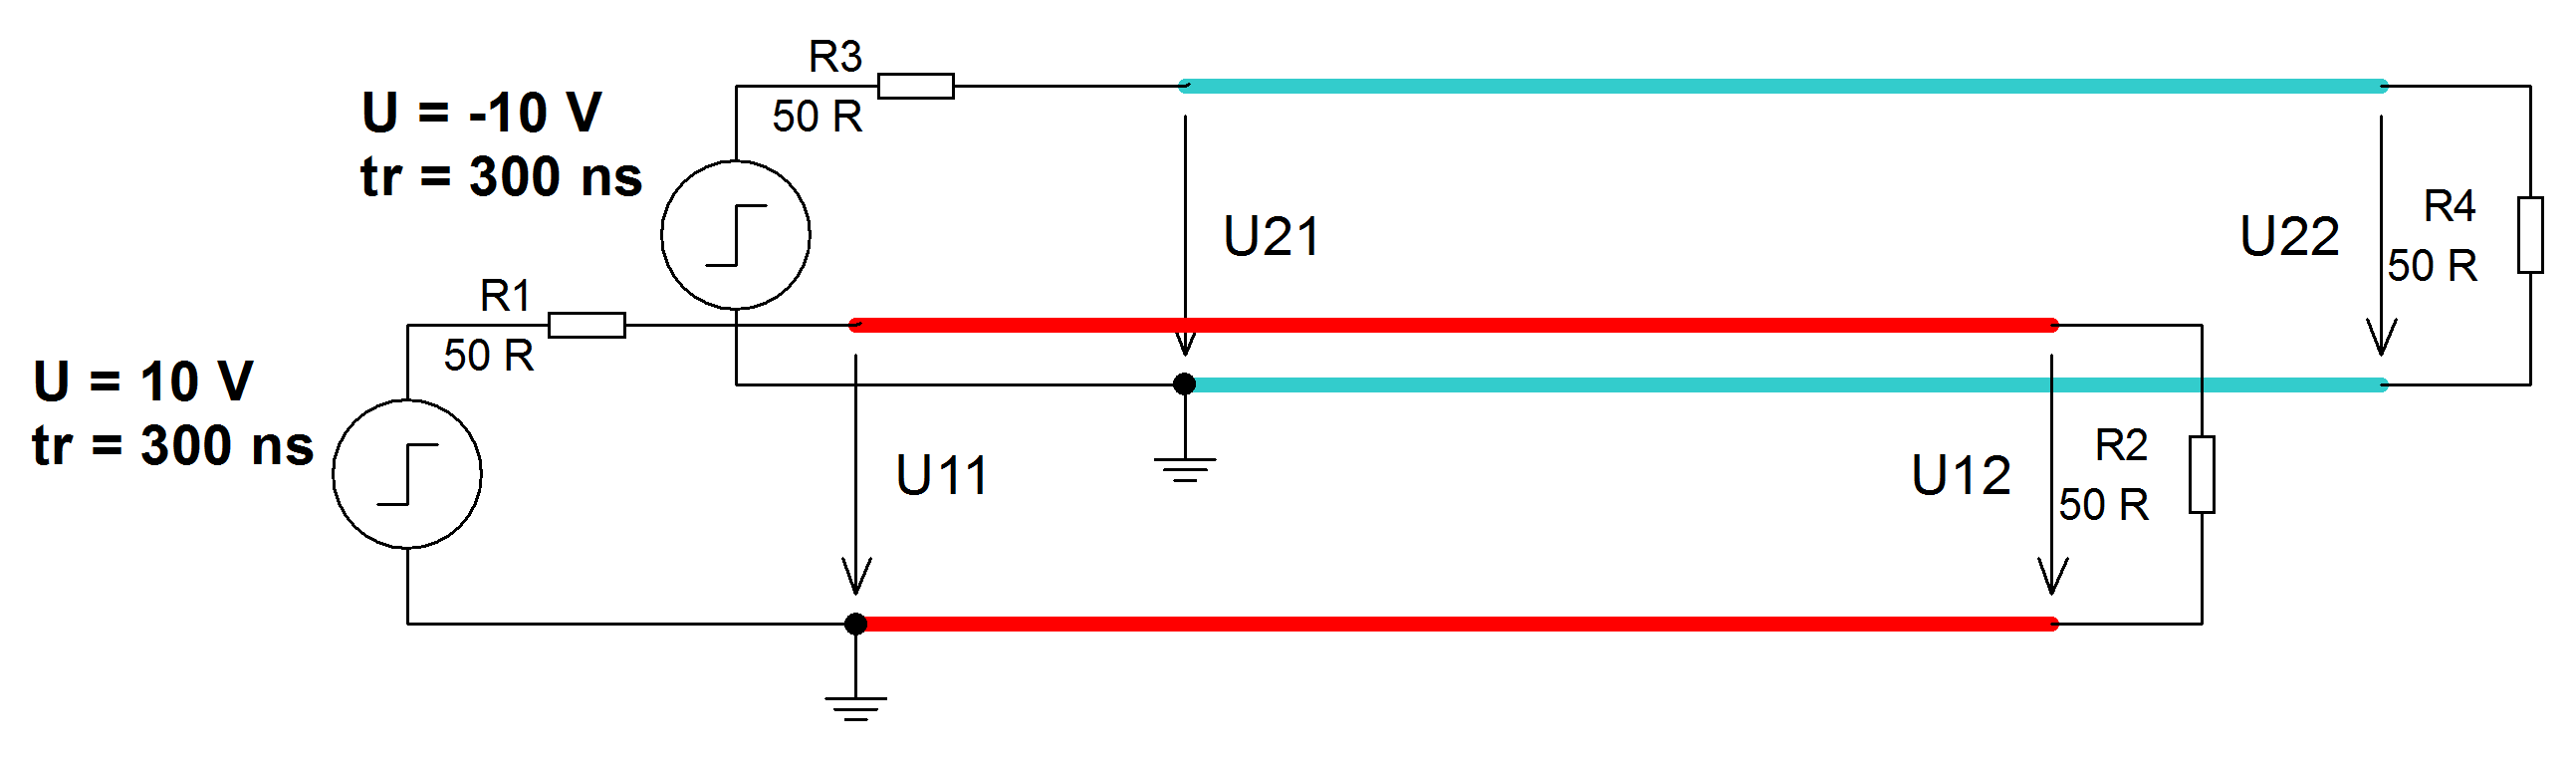 R3
U = -10 V
50 R
tr = 300 ns
R4
U21
U22
50 R
R1
50 R
U = 10 V
tr = 300 ns
R2
U11
U12
50 R